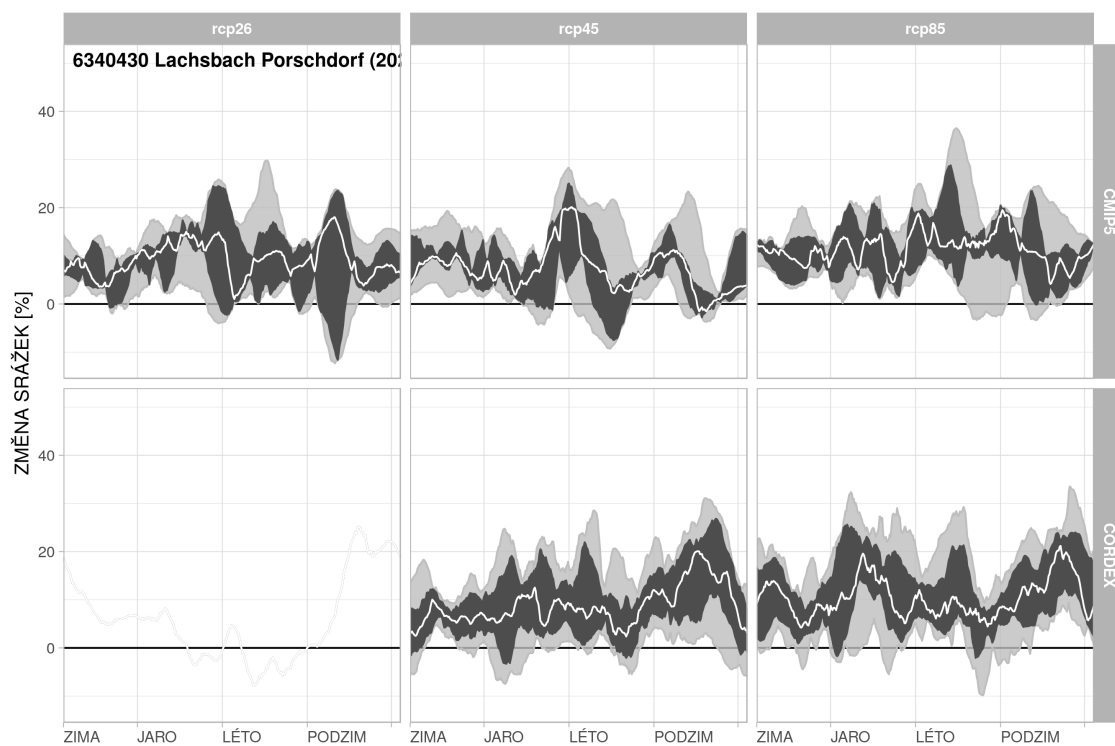 rcp26 rcp45 rcp85
6340430 Lachsbach Porschdorf (202
ZMĚNA SRÁŽEK [%]
40
20
0
CMIP5
40
20
0
CORDEX
ZIMA JARO LÉTO PODZIM ZIMA JARO LÉTO PODZIM ZIMA JARO LÉTO PODZIM